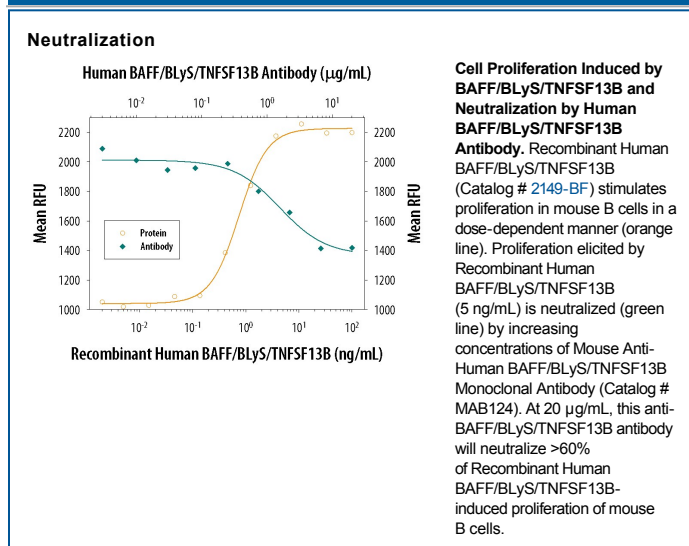 Neutralization
Human BAFF/BLyS/TNFSF13B Antibody (µg/mL)
10-2 10-1 100 101
2200 2200
2000 2000
1800 1800
1600 1600
1400 1400
1200 1200
1000 1000
Mean RFU
Mean RFU
Protein
Antibody
10-2 10-1 100 101 102
Recombinant Human BAFF/BLyS/TNFSF13B (ng/mL)
Cell Proliferation Induced by
BAFF/BLyS/TNFSF13B and
Neutralization by Human
BAFF/BLyS/TNFSF13B
Antibody. Recombinant Human
BAFF/BLyS/TNFSF13B
(Catalog # 2149-BF) stimulates
proliferation in mouse B cells in a
dose-dependent manner (orange
line). Proliferation elicited by
Recombinant Human
BAFF/BLyS/TNFSF13B
(5 ng/mL) is neutralized (green
line) by increasing
concentrations of Mouse Anti-
Human BAFF/BLyS/TNFSF13B
Monoclonal Antibody (Catalog #
MAB124). At 20 µg/mL, this anti-
BAFF/BLyS/TNFSF13B antibody
will neutralize >60%
of Recombinant Human
BAFF/BLyS/TNFSF13B-
induced proliferation of mouse
B cells.